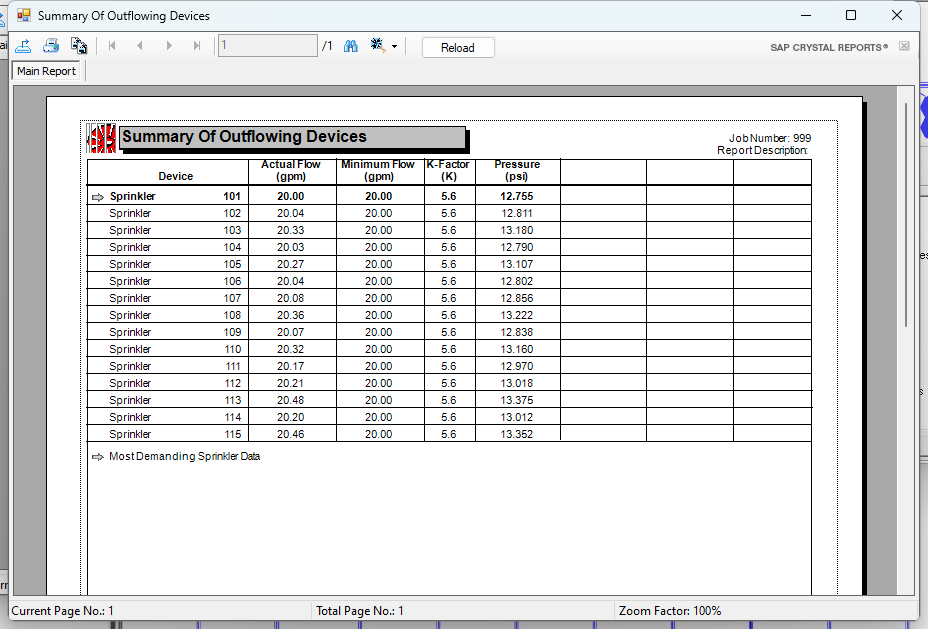 Summary Of Outflowing Devices
1 /1 Reload SAP CRYSTAL REPORTS®
Main Report
Summary Of Outflowing Devices
Job Number: 999
Report Description:
Device Actual Flow (gpm) Minimum Flow (gpm) K-Factor (K) Pressure (psi)
Sprinkler 101 20.00 20.00 5.6 12.755
Sprinkler 102 20.04 20.00 5.6 12.811
Sprinkler 103 20.33 20.00 5.6 13.180
Sprinkler 104 20.03 20.00 5.6 12.790
Sprinkler 105 20.27 20.00 5.6 13.107
Sprinkler 106 20.04 20.00 5.6 12.802
Sprinkler 107 20.08 20.00 5.6 12.856
Sprinkler 108 20.36 20.00 5.6 13.222
Sprinkler 109 20.07 20.00 5.6 12.838
Sprinkler 110 20.32 20.00 5.6 13.160
Sprinkler 111 20.17 20.00 5.6 12.970
Sprinkler 112 20.21 20.00 5.6 13.018
Sprinkler 113 20.48 20.00 5.6 13.375
Sprinkler 114 20.20 20.00 5.6 13.012
Sprinkler 115 20.46 20.00 5.6 13.352
Most Demanding Sprinkler Data
Current Page No.: 1 Total Page No.: 1 Zoom Factor: 100%